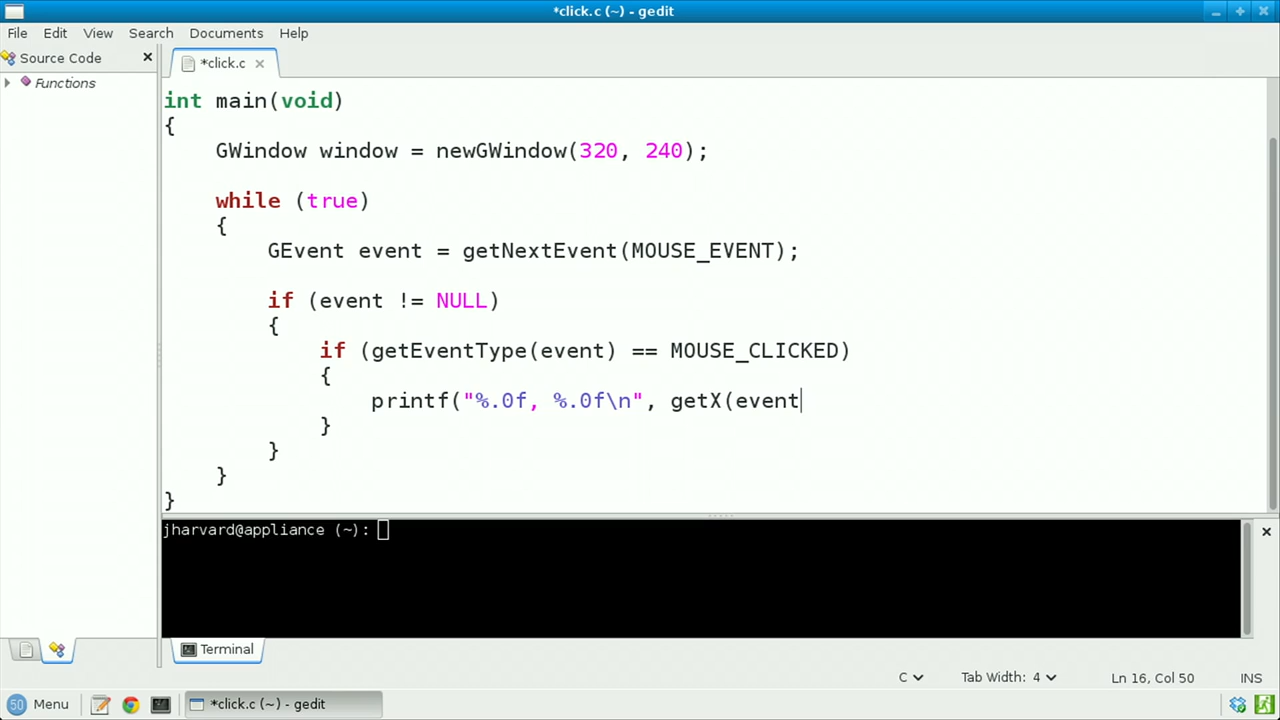 *click.c (~) - gedit
File Edit View Search Documents Help
Source Code
*click.c
Functions
int main(void)
{
GWindow window = newGWindow(320, 240);
while (true)
{
GEvent event = getNextEvent(MOUSE_EVENT);
if (event != NULL)
{
if (getEventType(event) == MOUSE_CLICKED)
{
printf("%.0f, %.0f\n", getX(event
}
}
}
}
jharvard@appliance (~):
Terminal
C Tab Width: 4 Ln 16, Col 50 INS
50 Menu *click.c (~) - gedit